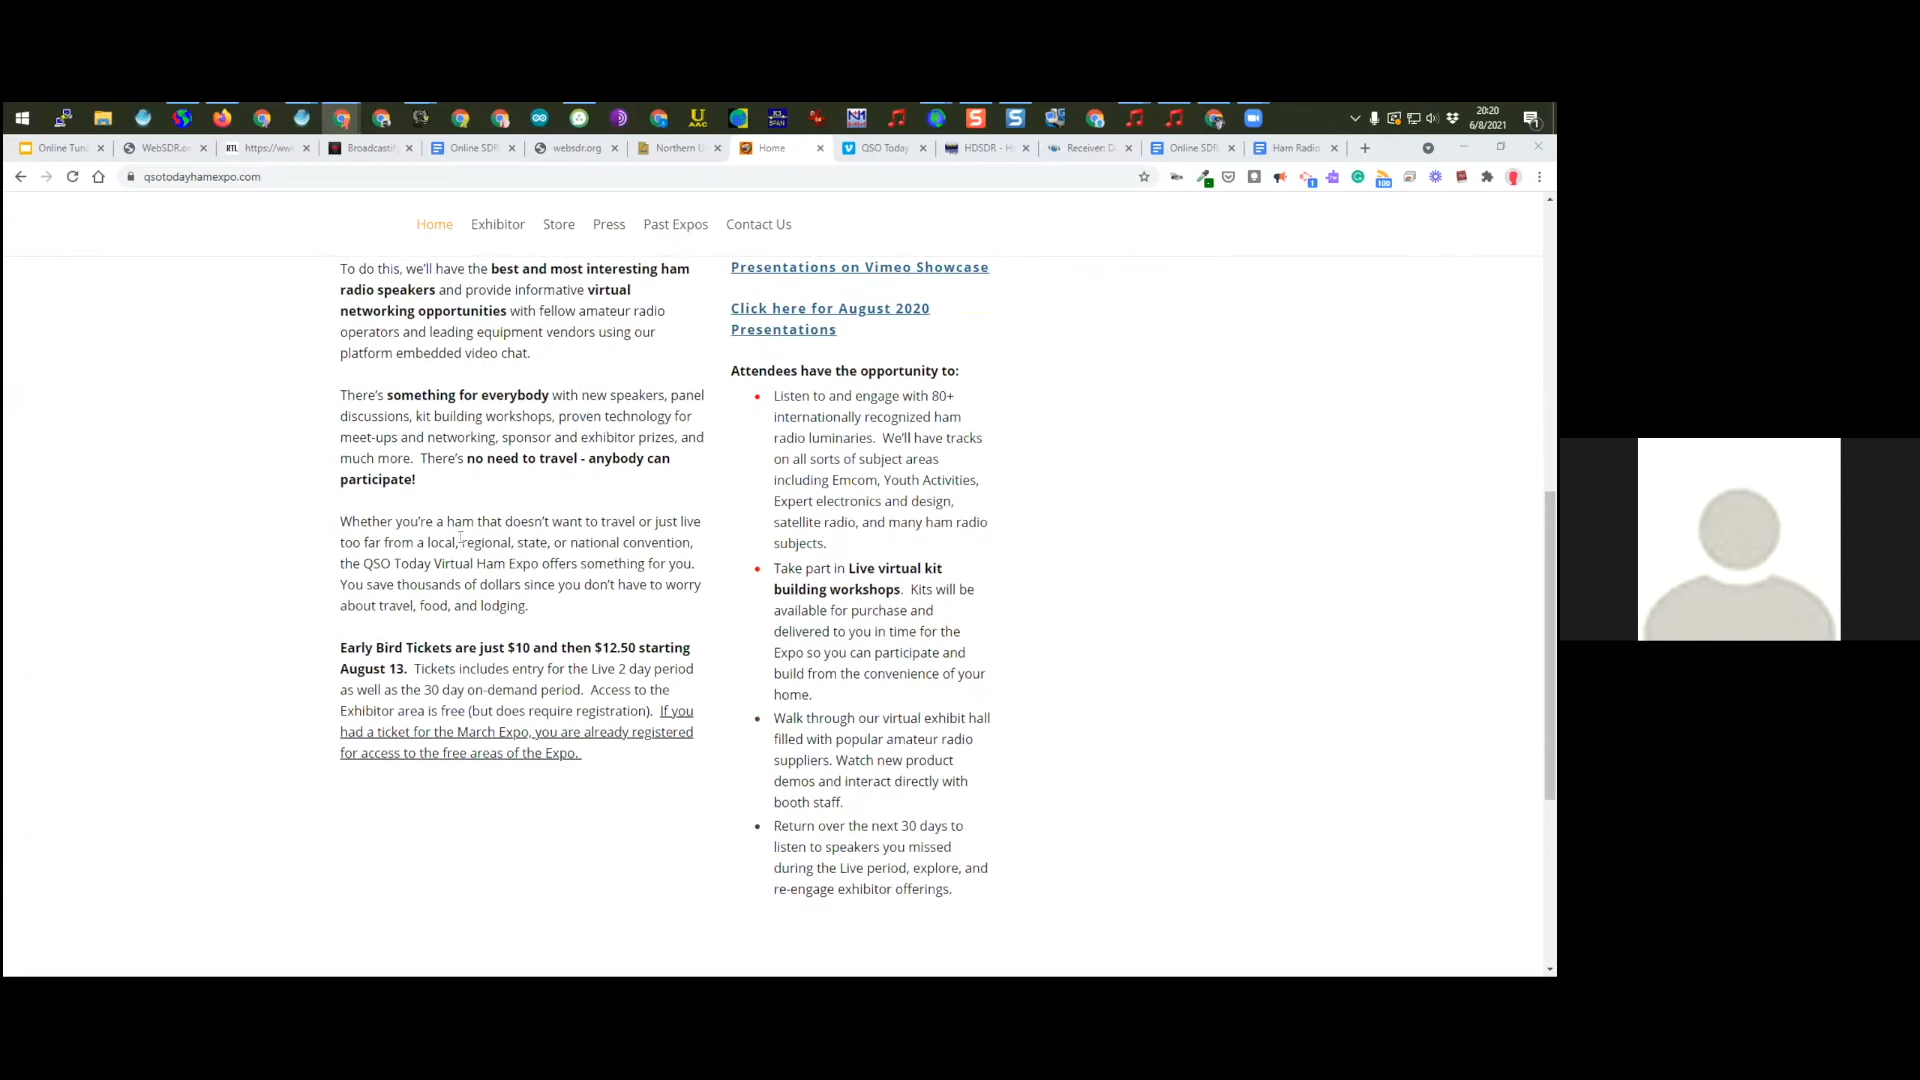 20:20
6/8/2021
Online Tun
WebSDR.o
RTL https://ww
Broadcastif
Online SDR
websdr.org
Northern U
Home
QSO Today
HDSDR - H
Receiver: D
Online SDR
Ham Radio
qsotodayhamexpo.com
Home Exhibitor Store Press Past Expos Contact Us
To do this, we'll have the best and most interesting ham
radio speakers and provide informative virtual
networking opportunities with fellow amateur radio
operators and leading equipment vendors using our
platform embedded video chat.
There's something for everybody with new speakers, panel
discussions, kit building workshops, proven technology for
meet-ups and networking, sponsor and exhibitor prizes, and
much more. There's no need to travel - anybody can
participate!
Whether you're a ham that doesn't want to travel or just live
too far from a local, regional, state, or national convention,
the QSO Today Virtual Ham Expo offers something for you.
You save thousands of dollars since you don't have to worry
about travel, food, and lodging.
Early Bird Tickets are just $10 and then $12.50 starting
August 13. Tickets includes entry for the Live 2 day period
as well as the 30 day on-demand period. Access to the
Exhibitor area is free (but does require registration). If you
had a ticket for the March Expo, you are already registered
for access to the free areas of the Expo.
Presentations on Vimeo Showcase
Click here for August 2020
Presentations
Attendees have the opportunity to:
Listen to and engage with 80+
internationally recognized ham
radio luminaries. We'll have tracks
on all sorts of subject areas
including Emcom, Youth Activities,
Expert electronics and design,
satellite radio, and many ham radio
subjects.
Take part in Live virtual kit
building workshops. Kits will be
available for purchase and
delivered to you in time for the
Expo so you can participate and
build from the convenience of your
home.
Walk through our virtual exhibit hall
filled with popular amateur radio
suppliers. Watch new product
demos and interact directly with
booth staff.
Return over the next 30 days to
listen to speakers you missed
during the Live period, explore, and
re-engage exhibitor offerings.